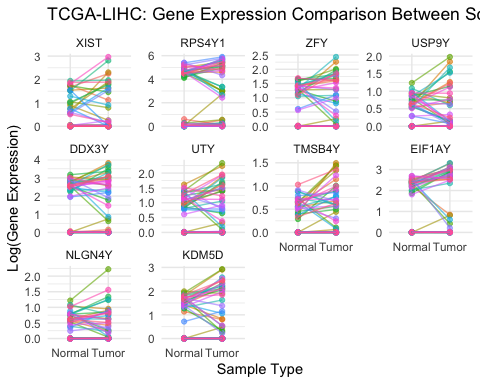 TCGA-LIHC: Gene Expression Comparison Between So
XIST RPS4Y1 ZFY USP9Y
3 2 1 0
6 4 2 0
2.5 2.0 1.5 1.0 0.5 0.0
2.0 1.5 1.0 0.5 0.0
DDX3Y UTY TMSB4Y EIF1AY
4 3 2 1 0
2.0 1.5 1.0 0.5 0.0
1.5 1.0 0.5 0.0
3 2 1 0
Normal Tumor Normal Tumor
NLGN4Y KDM5D
2.0 1.5 1.0 0.5 0.0
3 2 1 0
Normal Tumor Normal Tumor
Log(Gene Expression)
Sample Type